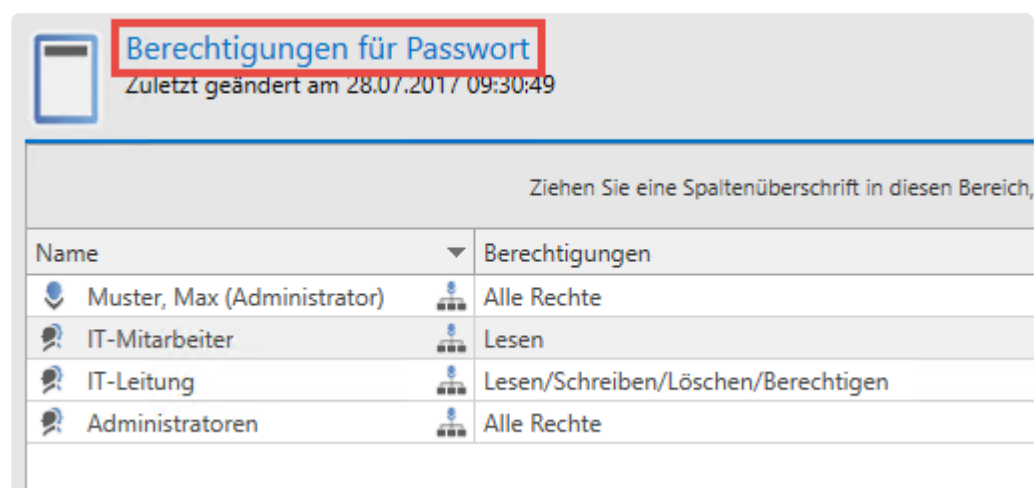 Berechtigungen für Passwort
Zuletzt geändert am 28.07.2017 09:30:49
Ziehen Sie eine Spaltenüberschrift in diesen Bereich,
Name Berechtigungen
Muster, Max (Administrator) Alle Rechte
IT-Mitarbeiter Lesen
IT-Leitung Lesen/Schreiben/Löschen/Berechtigen
Administratoren Alle Rechte